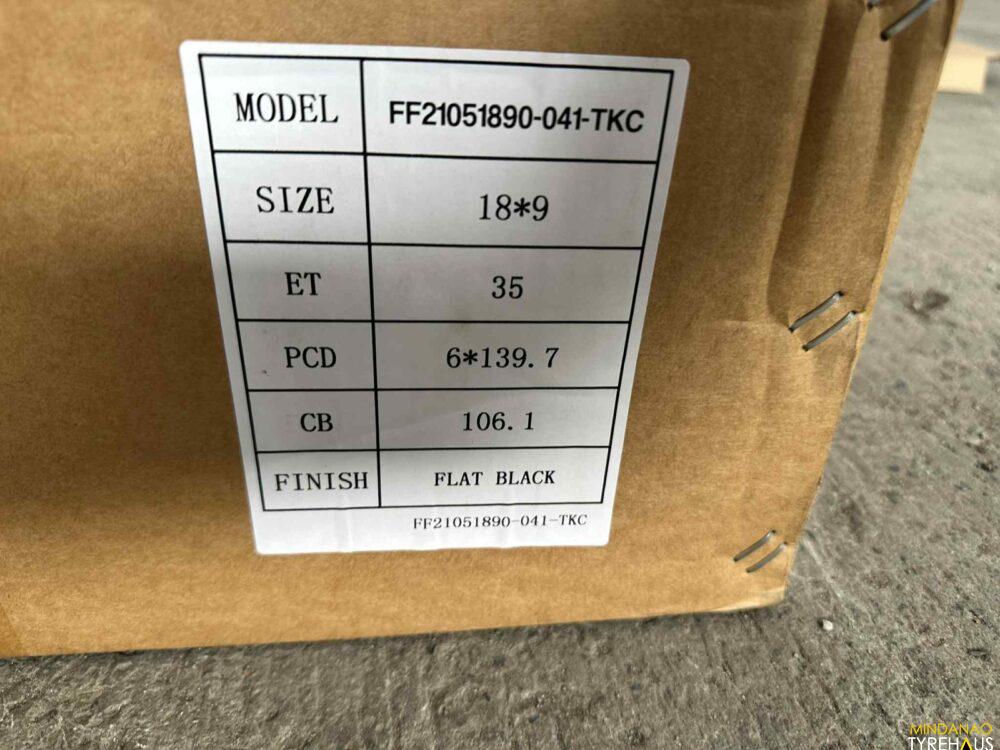 MODEL FF21051890-041-TKC
SIZE 18*9
ET 35
PCD 6*139.7
CB 106.1
FINISH FLAT BLACK
FF21051890-041-TKC
MINDANAO
TYREHAUS